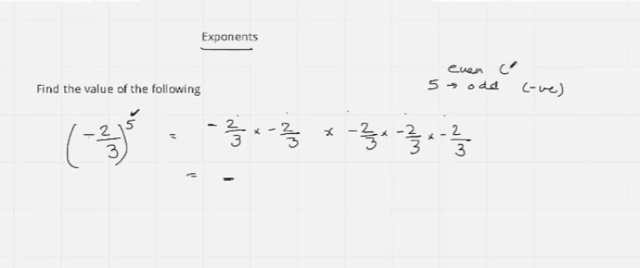 Exponents
even (
5 → odd (-ve)
Find the value of the following
(-2/3)^5 = -2/3 × -2/3 × -2/3 × -2/3 × -2/3
= -